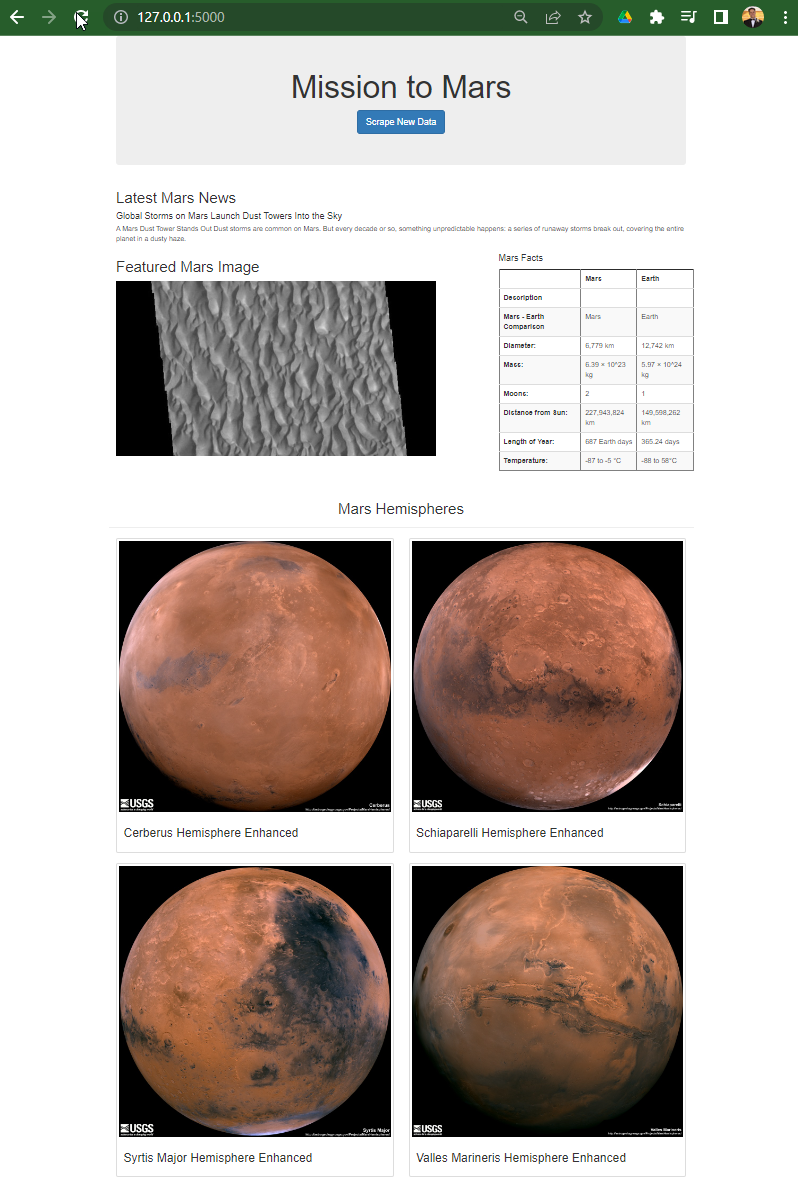 127.0.0.1:5000
Mission to Mars
Scrape New Data
Latest Mars News
Global Storms on Mars Launch Dust Towers Into the Sky
A Mars Dust Tower Stands Out Dust storms are common on Mars. But every decade or so, something unpredictable happens: a series of runaway storms break out, covering the entire
planet in a dusty haze.
Featured Mars Image
Mars Facts
Mars Earth
Description
Mars - Earth
Comparison Mars Earth
Diameter: 6,779 km 12,742 km
Mass: 6.39 × 10^23
kg 5.97 × 10^24
kg
Moons: 2 1
Distance from Sun: 227,943,824
km 149,598,262
km
Length of Year: 687 Earth days 365.24 days
Temperature: -87 to -5 °C -88 to 58°C
Mars Hemispheres
USGS
Cerberus
USGS
Schiaparelli
Cerberus Hemisphere Enhanced
Schiaparelli Hemisphere Enhanced
USGS
Syrtis Major
USGS
Valles Marineris
Syrtis Major Hemisphere Enhanced
Valles Marineris Hemisphere Enhanced